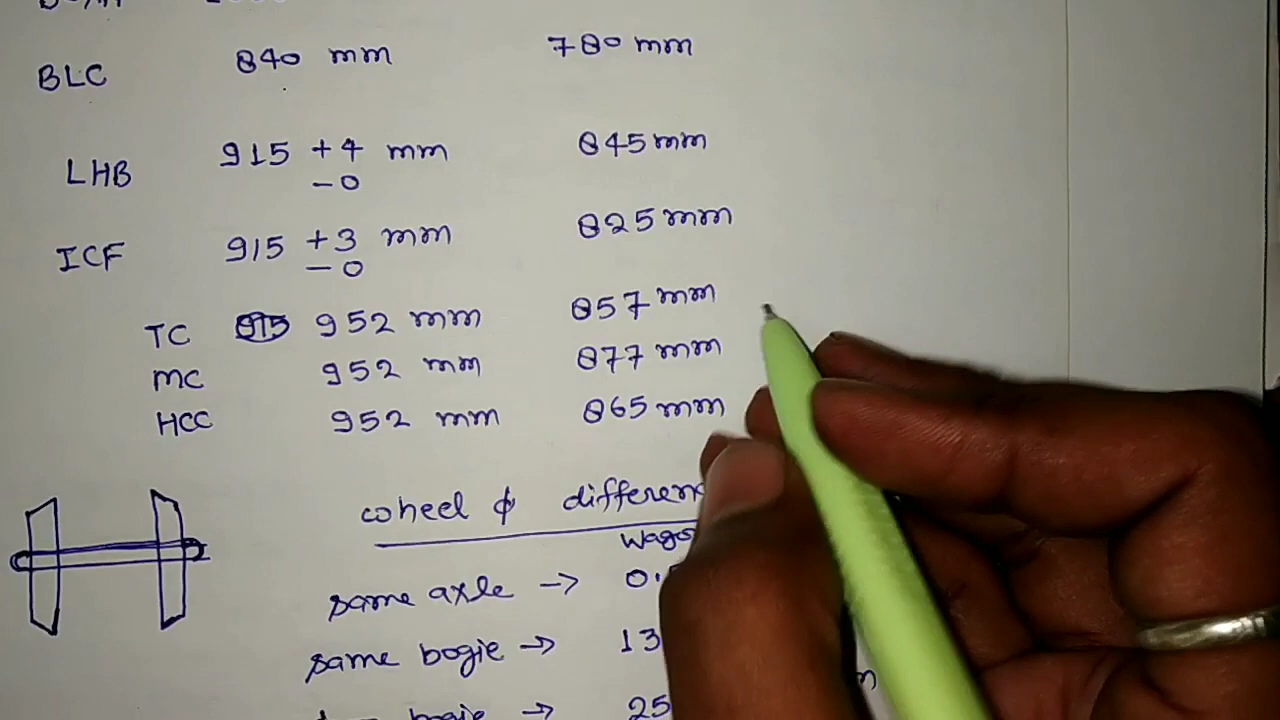 BLC 840 mm 780 mm
LHB 915 +4 mm 845 mm
-0
ICF 915 +3 mm 825 mm
-0
TC 952 mm 857 mm
MC 952 mm 877 mm
HCC 952 mm 865 mm
wheel ϕ
same axle → 0.
same bogie → 13
bogie → 25